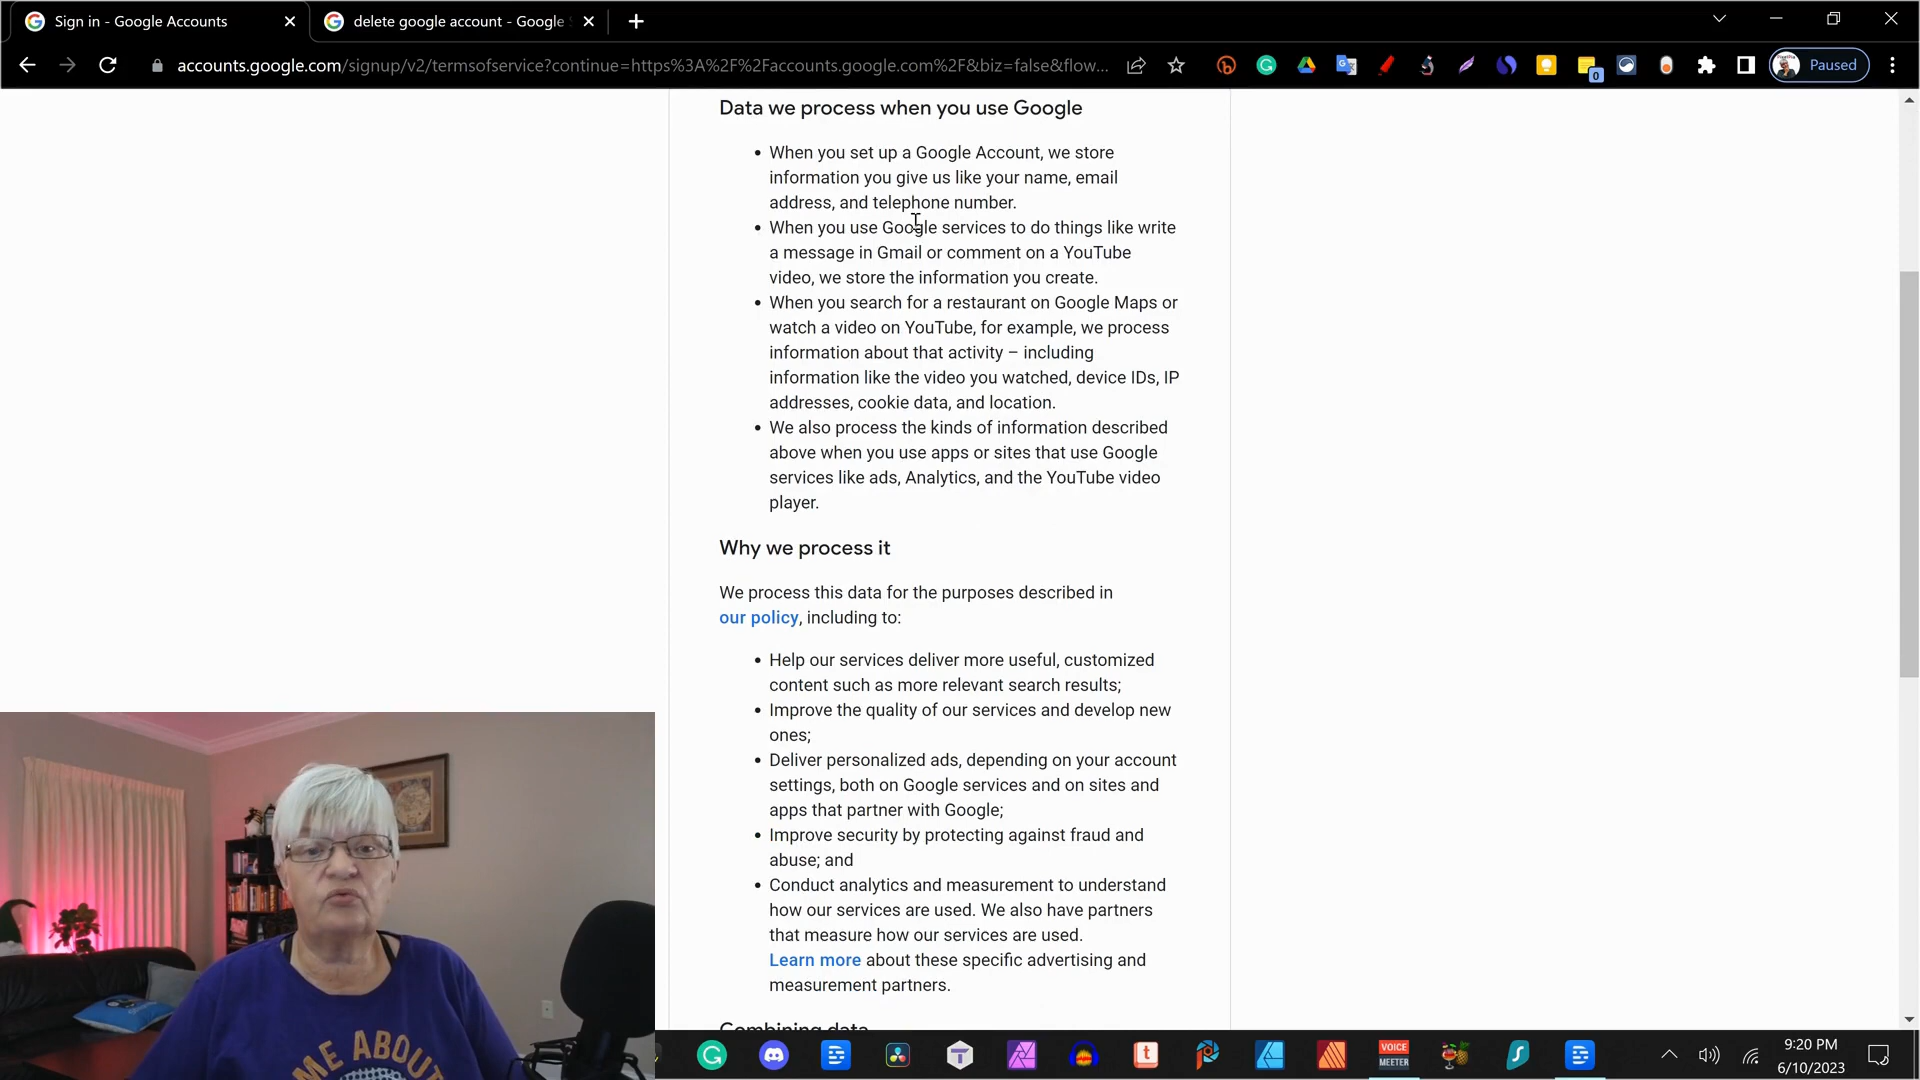 Sign in - Google Accounts
delete google account - Google
accounts.google.com/signup/v2/termsofservice?continue=https%3A%2F%2Faccounts.google.com%2F&biz=false&flow...
0
Paused
Data we process when you use Google
• When you set up a Google Account, we store
information you give us like your name, email
address, and telephone number.
• When you use Google services to do things like write
a message in Gmail or comment on a YouTube
video, we store the information you create.
• When you search for a restaurant on Google Maps or
watch a video on YouTube, for example, we process
information about that activity – including
information like the video you watched, device IDs, IP
addresses, cookie data, and location.
• We also process the kinds of information described
above when you use apps or sites that use Google
services like ads, Analytics, and the YouTube video
player.
Why we process it
We process this data for the purposes described in
our policy, including to:
• Help our services deliver more useful, customized
content such as more relevant search results;
• Improve the quality of our services and develop new
ones;
• Deliver personalized ads, depending on your account
settings, both on Google services and on sites and
apps that partner with Google;
• Improve security by protecting against fraud and
abuse; and
• Conduct analytics and measurement to understand
how our services are used. We also have partners
that measure how our services are used.
Learn more about these specific advertising and
measurement partners.
Combining data
ME ABOU
VOICE
MEETER
9:20 PM
6/10/2023